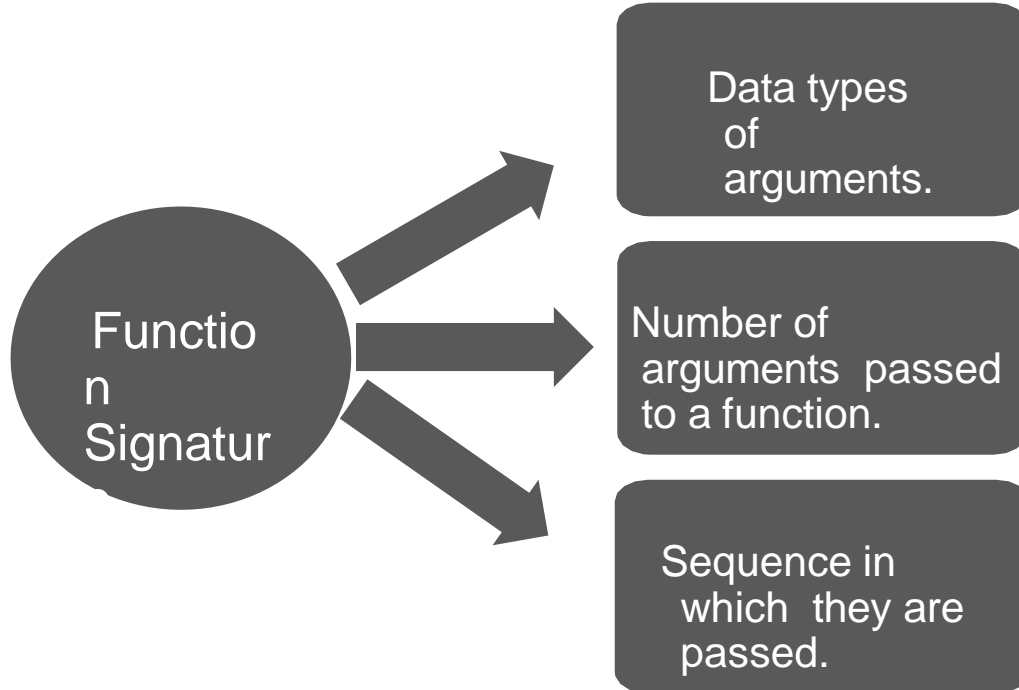 Functio
n
Signatur
Data types
of
arguments.
Number of
arguments passed
to a function.
Sequence in
which they are
passed.